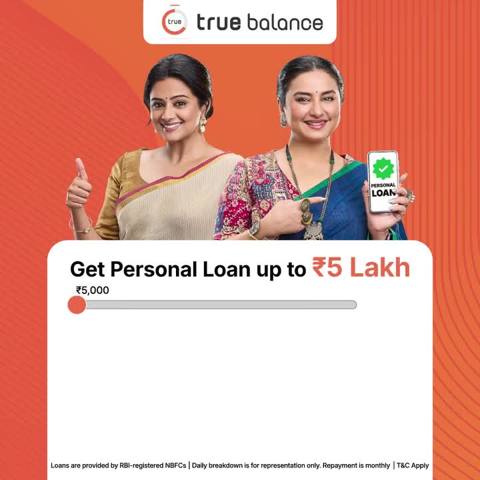 true true balance
PERSONAL
LOAN
Get Personal Loan up to ₹5 Lakh
₹5,000
Loans are provided by RBI-registered NBFCs | Daily breakdown is for representation only. Repayment is monthly | T&C Apply